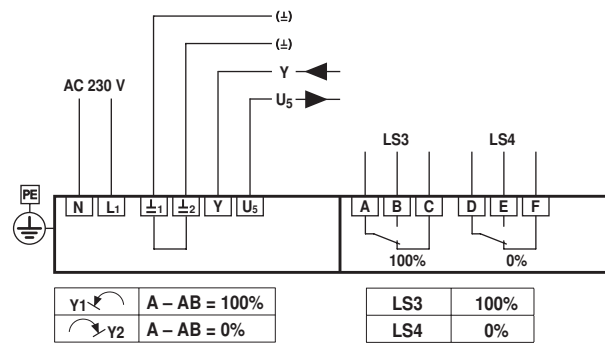 (⊥)
(⊥)
Y
AC 230 V
U5
LS3 LS4
PE
N L1 ⊥1 ⊥2 Y U5 A B C D E F
100% 0%
Y1 A – AB = 100%
Y2 A – AB = 0%
LS3 100%
LS4 0%